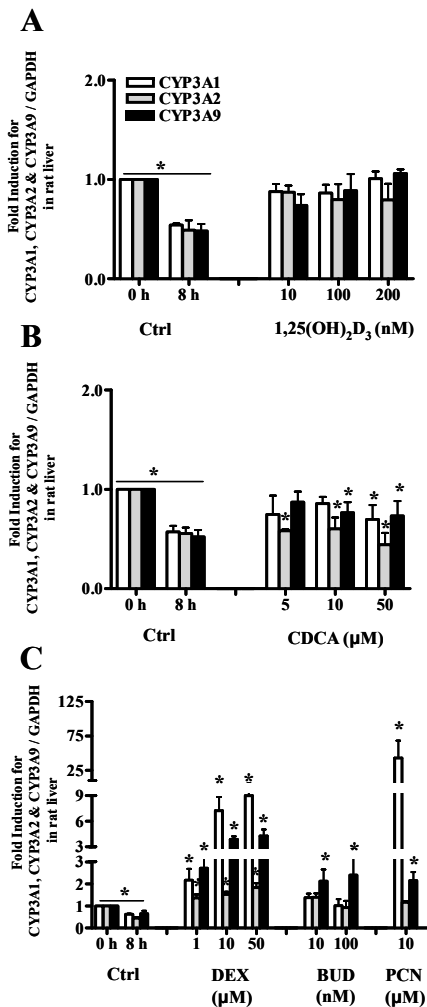 A
Fold Induction for
CYP3A1, CYP3A2 & CYP3A9 / GAPDH
in rat liver
2.0
1.0
0.0
CYP3A1
CYP3A2
CYP3A9
*
0 h 8 h 10 100 200
Ctrl 1,25(OH)₂D₃ (nM)
B
Fold Induction for
CYP3A1, CYP3A2 & CYP3A9 / GAPDH
in rat liver
2.0
1.0
0.0
*
* * * * * *
0 h 8 h 5 10 50
Ctrl CDCA (µM)
C
Fold Induction for
CYP3A1, CYP3A2 & CYP3A9 / GAPDH
in rat liver
125
75
25
9
6
3
2
1
0
*
* * * * * * * * *
* *
* *
0 h 8 h 1 10 50 10 100 10
Ctrl DEX BUD PCN
(µM) (nM) (µM)